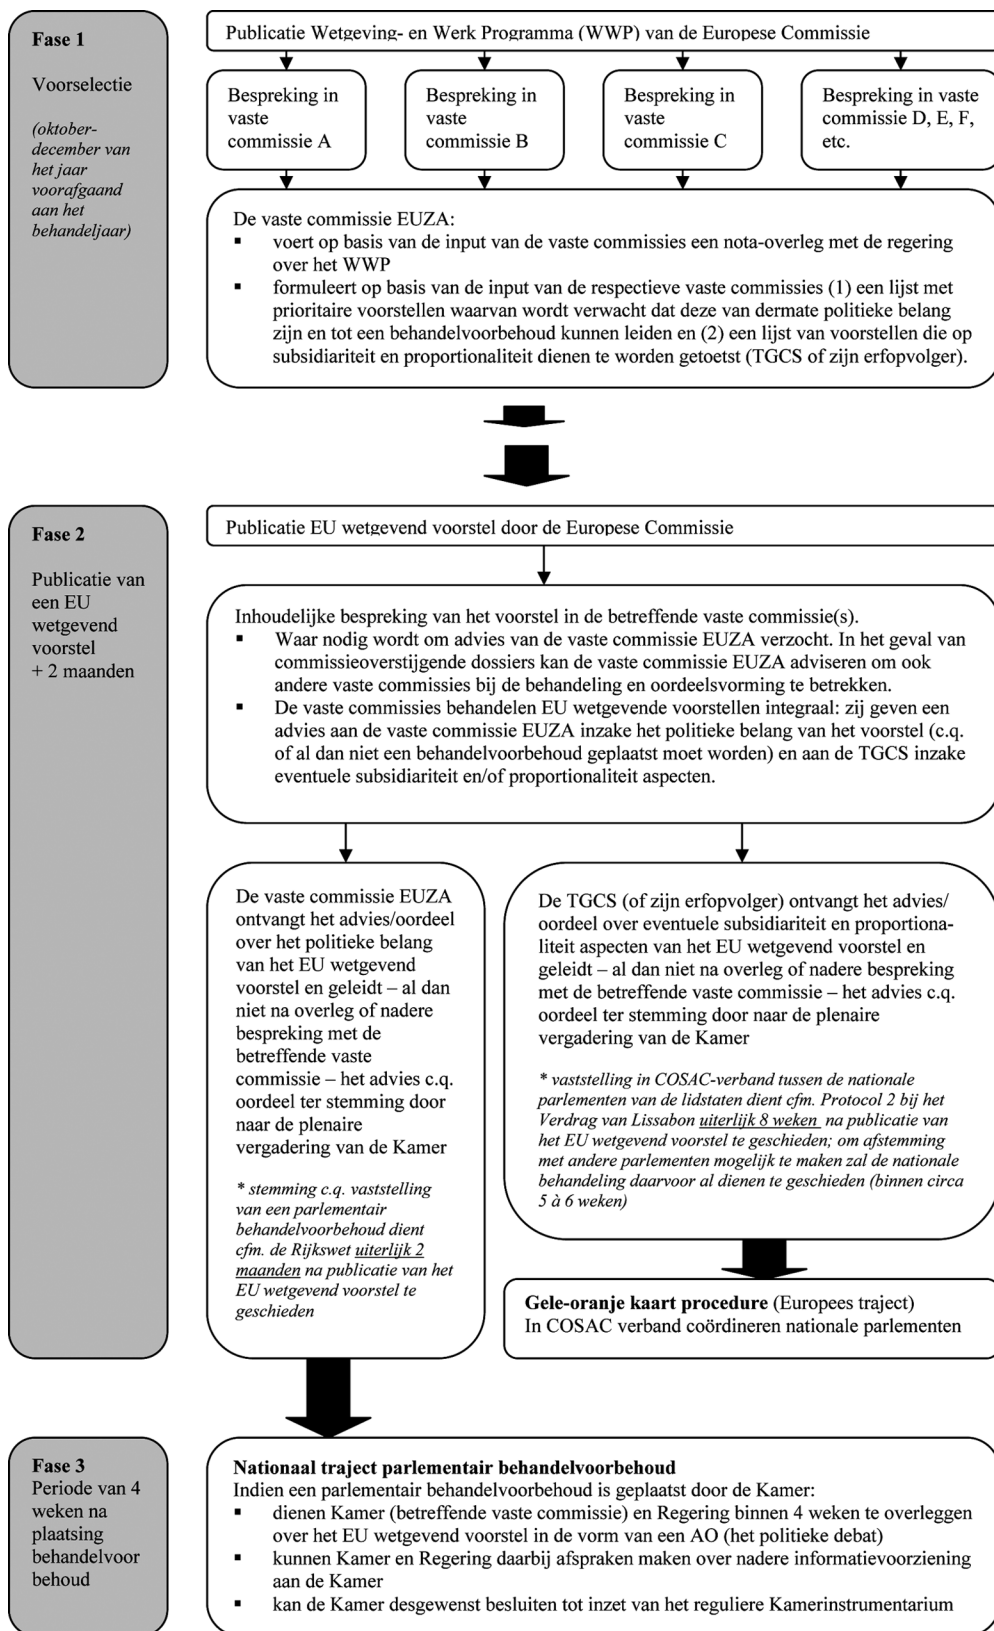 Fase 1
Voorselectie
(oktober-
december van
het jaar
voorafgaand
aan het
behandeljaar)
Publicatie Wetgeving- en Werk Programma (WWP) van de Europese Commissie
Bespreking in
vaste
commissie A
Bespreking in
vaste
commissie B
Bespreking in
vaste
commissie C
Bespreking in vaste
commissie D, E, F,
etc.
De vaste commissie EUZA:
▪ voert op basis van de input van de vaste commissies een nota-overleg met de regering
over het WWP
▪ formuleert op basis van de input van de respectieve vaste commissies (1) een lijst met
prioritaire voorstellen waarvan wordt verwacht dat deze van dermate politieke belang
zijn en tot een behandelvoorbehoud kunnen leiden en (2) een lijst van voorstellen die op
subsidiariteit en proportionaliteit dienen te worden getoetst (TGCS of zijn erfopvolger).
Fase 2
Publicatie van
een EU
wetgevend
voorstel
+ 2 maanden
Publicatie EU wetgevend voorstel door de Europese Commissie
Inhoudelijke bespreking van het voorstel in de betreffende vaste commissie(s).
▪ Waar nodig wordt om advies van de vaste commissie EUZA verzocht. In het geval van
commissieoverstijgende dossiers kan de vaste commissie EUZA adviseren om ook
andere vaste commissies bij de behandeling en oordeelsvorming te betrekken.
▪ De vaste commissies behandelen EU wetgevende voorstellen integraal: zij geven een
advies aan de vaste commissie EUZA inzake het politieke belang van het voorstel (c.q.
of al dan niet een behandelvoorbehoud geplaatst moet worden) en aan de TGCS inzake
eventuele subsidiariteit en/of proportionaliteit aspecten.
De vaste commissie EUZA
ontvangt het advies/oordeel
over het politieke belang
van het EU wetgevend
voorstel en geleidt – al dan
niet na overleg of nadere
bespreking met de
betreffende vaste
commissie – het advies c.q.
oordeel ter stemming door
naar de plenaire
vergadering van de Kamer
* stemming c.q. vaststelling
van een parlementair
behandelvoorbehoud dient
cfm. de Rijkswet uiterlijk 2
maanden na publicatie van het
EU wetgevend voorstel te
geschieden
De TGCS (of zijn erfopvolger) ontvangt het advies/
oordeel over eventuele subsidiariteit en proportiona-
liteit aspecten van het EU wetgevend voorstel en
geleidt – al dan niet na overleg of nadere bespreking
met de betreffende vaste commissie – het advies c.q.
oordeel ter stemming door naar de plenaire
vergadering van de Kamer
* vaststelling in COSAC-verband tussen de nationale
parlementen van de lidstaten dient cfm. Protocol 2 bij het
Verdrag van Lissabon uiterlijk 8 weken na publicatie van
het EU wetgevend voorstel te geschieden; om afstemming
met andere parlementen mogelijk te maken zal de nationale
behandeling daarvoor al dienen te geschieden (binnen circa
5 à 6 weken)
Gele-oranje kaart procedure (Europees traject)
In COSAC verband coördineren nationale parlementen
Fase 3
Periode van 4
weken na
plaatsing
behandelvoor
behoud
Nationaal traject parlementair behandelvoorbehoud
Indien een parlementair behandelvoorbehoud is geplaatst door de Kamer:
▪ dienen Kamer (betreffende vaste commissie) en Regering binnen 4 weken te overleggen
over het EU wetgevend voorstel in de vorm van een AO (het politieke debat)
▪ kunnen Kamer en Regering daarbij afspraken maken over nadere informatievoorziening
aan de Kamer
▪ kan de Kamer desgewenst besluiten tot inzet van het reguliere Kamerinstrumentarium